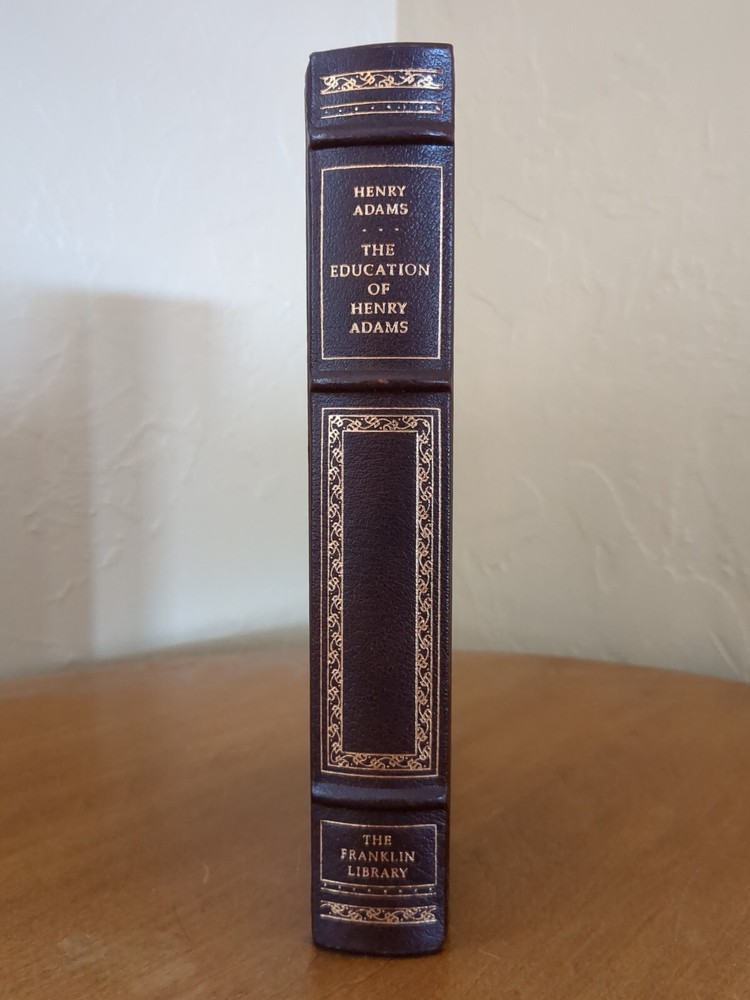 HENRY
ADAMS
THE
EDUCATION
OF
HENRY
ADAMS
THE
FRANKLIN
LIBRARY